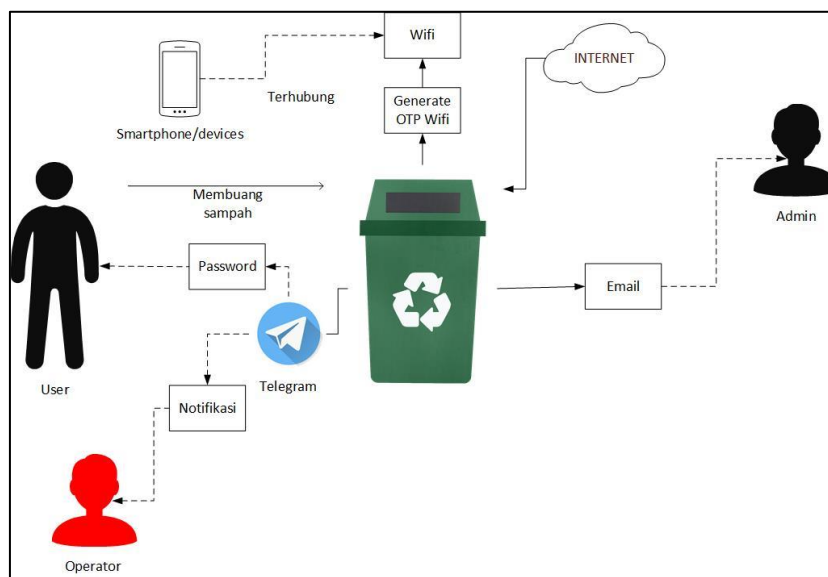 Wifi
INTERNET
Terhubung
Generate
OTP Wifi
Smartphone/devices
Membuang
sampah
Admin
Password
Email
User
Telegram
Notifikasi
Operator